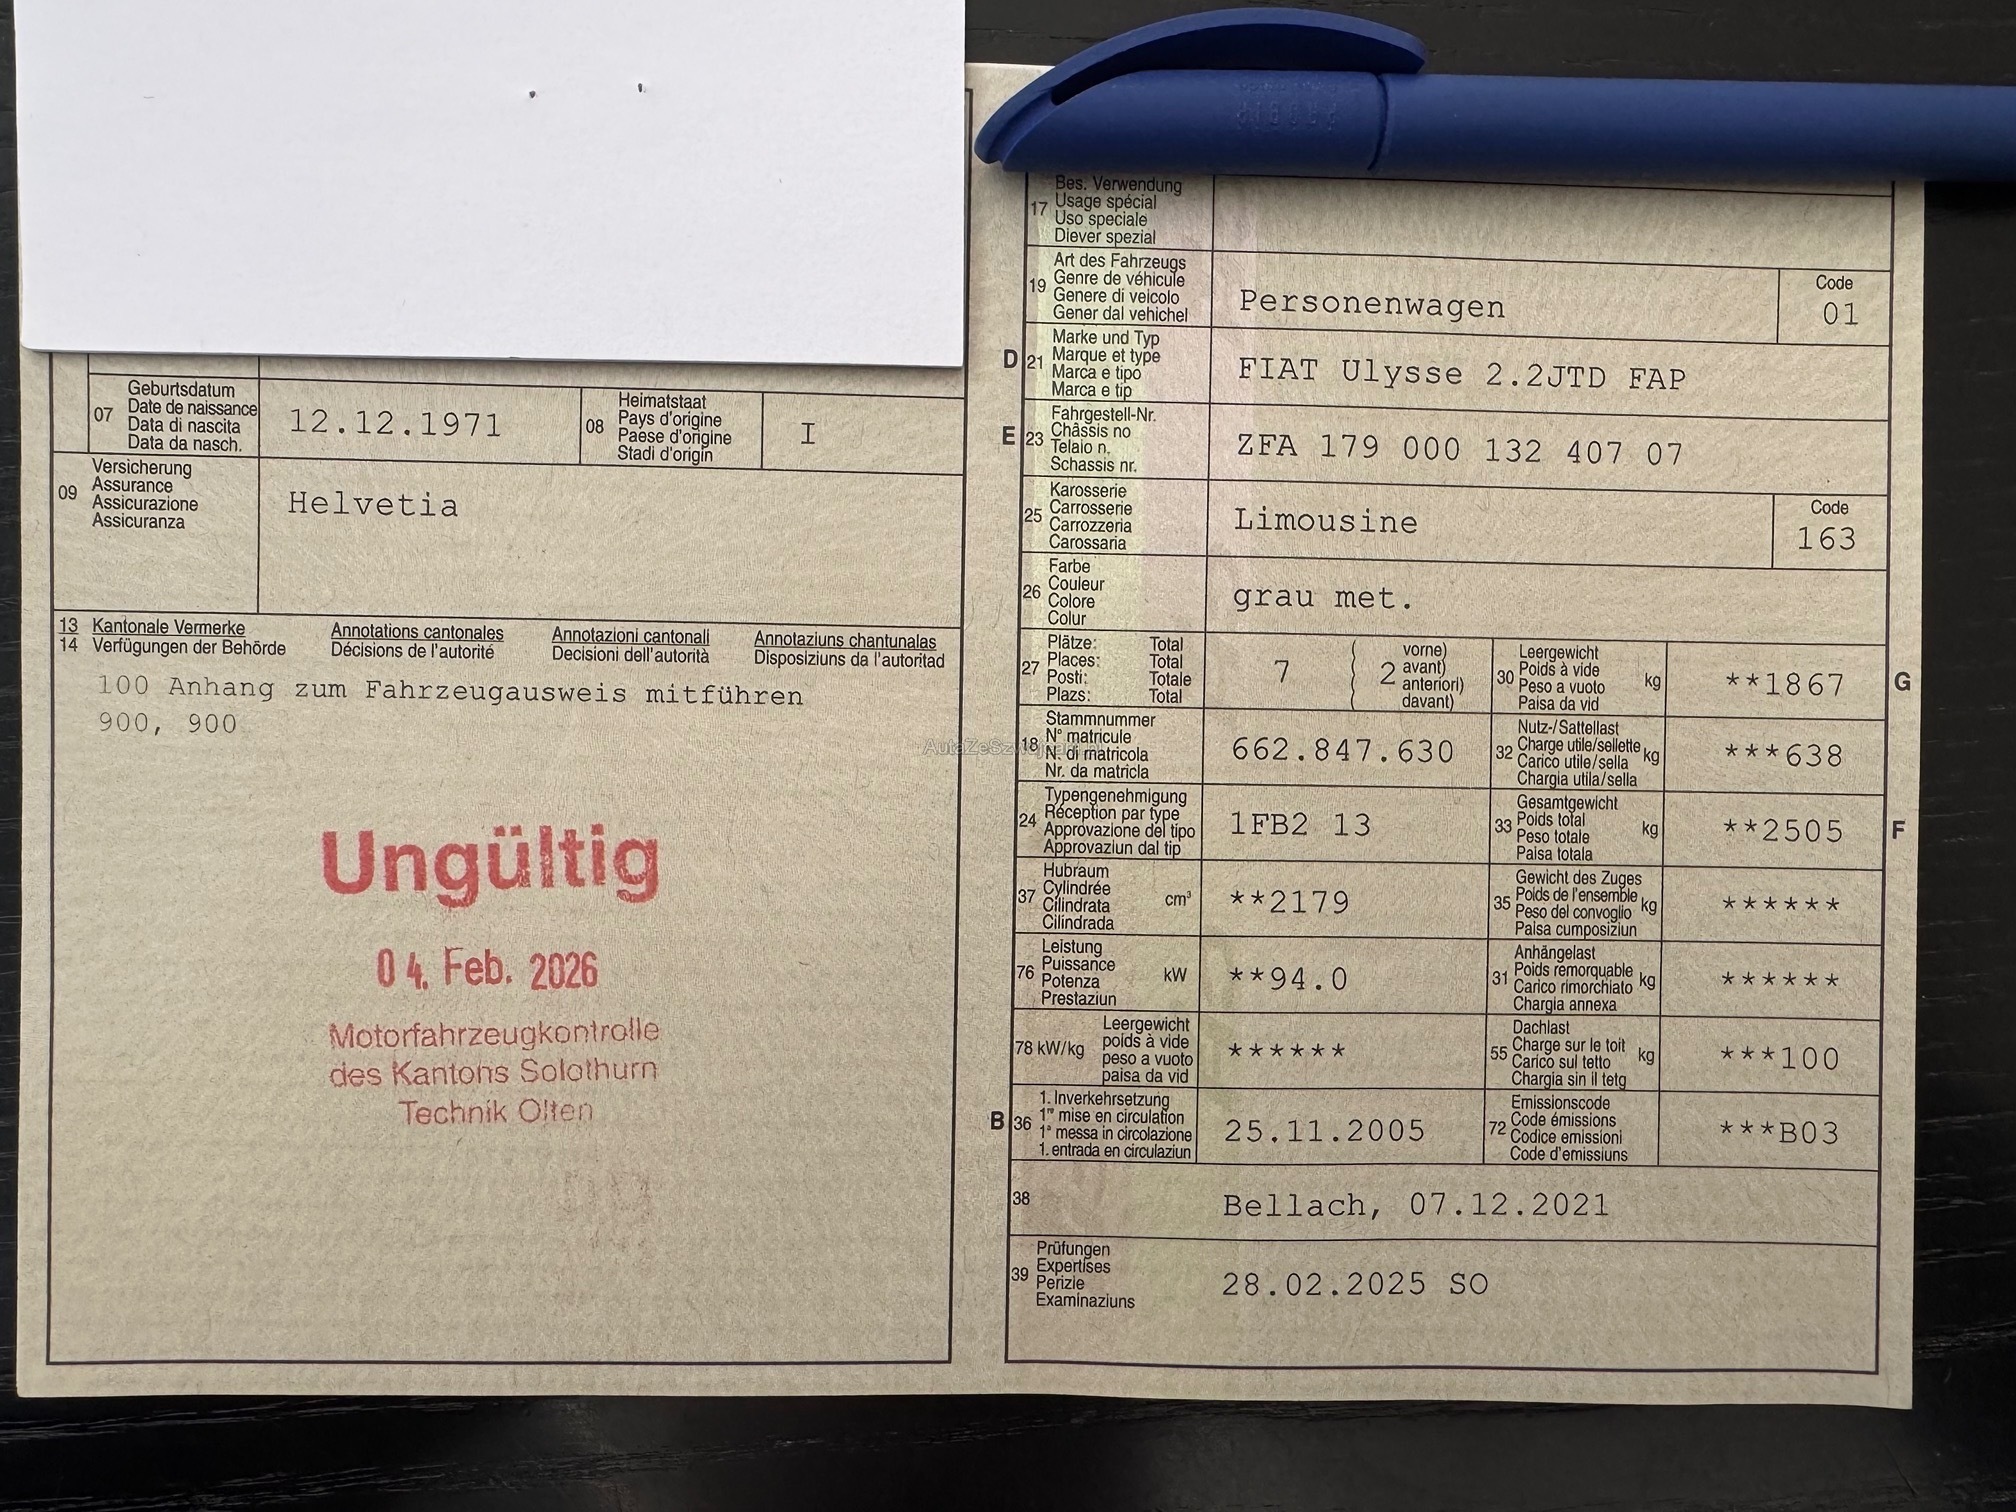 07
Geburtsdatum
Date de naissance
Data di nascita
Data da nasch.
12.12.1971
08
Heimatstaat
Pays d'origine
Paese d'origine
Stadi d'origin
I
09
Versicherung
Assurance
Assicurazione
Assicuranza
Helvetia
13 Kantonale Vermerke Annotations cantonales Annotazioni cantonali Annotaziuns chantunalas
14 Verfügungen der Behörde Décisions de l'autorité Decisioni dell'autorità Disposiziuns da l'autoritad
100 Anhang zum Fahrzeugausweis mitführen
900, 900
Ungültig
04. Feb. 2026
Motorfahrzeugkontrolle
des Kantons Solothurn
Technik Olten
17
Bes. Verwendung
Usage spécial
Uso speciale
Diever spezial
19
Art des Fahrzeugs
Genre de véhicule
Genere di veicolo
Gener dal vehichel
Personenwagen
Code
01
D 21
Marke und Typ
Marque et type
Marca e tipo
Marca e tip
FIAT Ulysse 2.2JTD FAP
E 23
Fahrgestell-Nr.
Châssis no
Telaio n.
Schassis nr.
ZFA 179 000 132 407 07
25
Karosserie
Carrosserie
Carrozzeria
Carossaria
Limousine
Code
163
26
Farbe
Couleur
Colore
Colur
grau met.
27
Plätze: Total
Places: Total
Posti: Totale
Plazs: Total
7
2
vorne)
avant)
anteriori)
davant)
30
Leergewicht
Poids à vide
Peso a vuoto
Paisa da vid
kg
**1867
G
18
Stammnummer
N° matricule
N. di matricola
Nr. da matricla
662.847.630
32
Nutz-/Sattellast
Charge utile/sellette
Carico utile/sella
Chargia utila/sella
kg
***638
24
Typengenehmigung
Réception par type
Approvazione del tipo
Approvaziun dal tip
1FB2 13
33
Gesamtgewicht
Poids total
Peso totale
Paisa totala
kg
**2505
F
37
Hubraum
Cylindrée
Cilindrata
Cilindrada
cm³
**2179
35
Gewicht des Zuges
Poids de l'ensemble
Peso del convoglio
Paisa cumposiziun
kg
******
76
Leistung
Puissance
Potenza
Prestaziun
kW
**94.0
31
Anhängelast
Poids remorquable
Carico rimorchiato
Chargia annexa
kg
******
78 kW/kg
Leergewicht
poids à vide
peso a vuoto
paisa da vid
******
55
Dachlast
Charge sur le toit
Carico sul tetto
Chargia sin il tetg
kg
***100
B 36
1. Inverkehrsetzung
1re mise en circulation
1a messa in circolazione
1. entrada en circulaziun
25.11.2005
72
Emissionscode
Code émissions
Codice emissioni
Code d'emissiuns
***B03
38
Bellach, 07.12.2021
39
Prüfungen
Expertises
Perizie
Examinaziuns
28.02.2025 SO